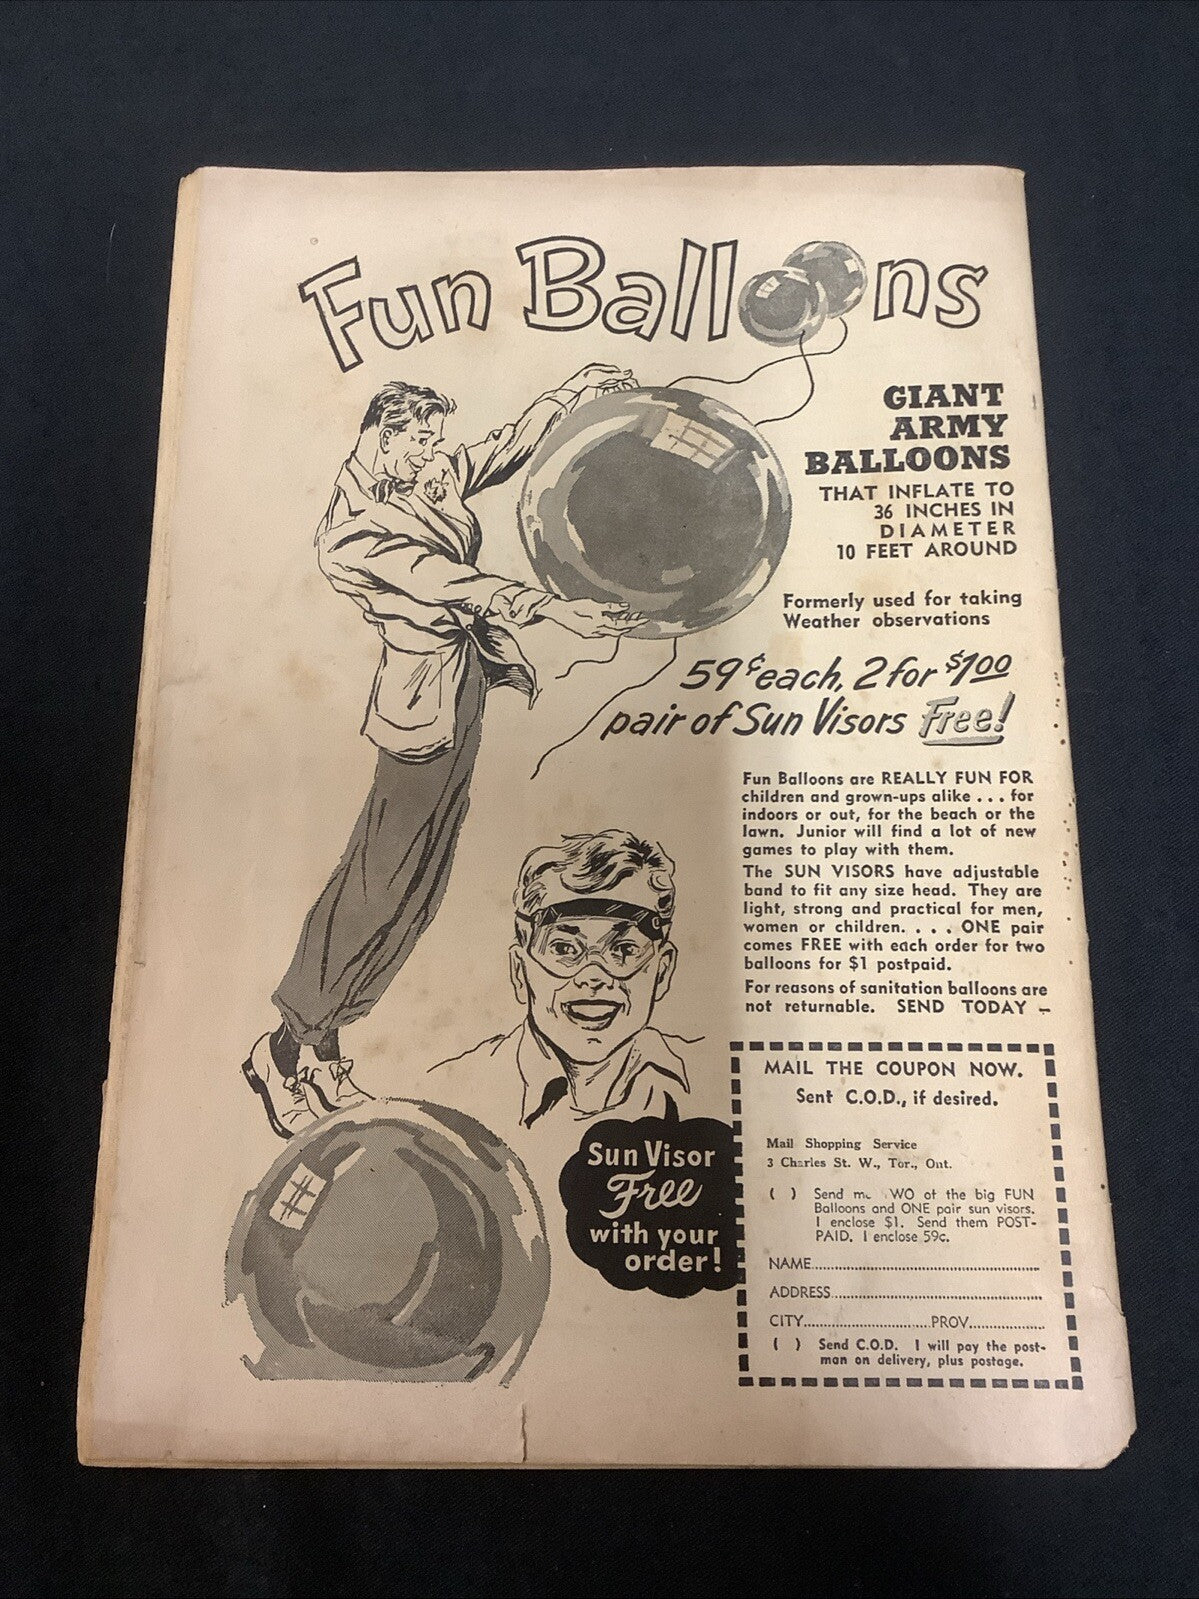 Fun Balloons
GIANT
ARMY
BALLOONS
THAT INFLATE TO
36 INCHES IN
DIAMETER
10 FEET AROUND
Formerly used for taking
Weather observations
59¢ each, 2 for $1.00
pair of Sun Visors Free!
Fun Balloons are REALLY FUN FOR
children and grown-ups alike . . . for
indoors or out, for the beach or the
lawn. Junior will find a lot of new
games to play with them.
The SUN VISORS have adjustable
band to fit any size head. They are
light, strong and practical for men,
women or children. . . . ONE pair
comes FREE with each order for two
balloons for $1 postpaid.
For reasons of sanitation balloons are
not returnable. SEND TODAY –
Sun Visor
Free
with your
order!
MAIL THE COUPON NOW.
Sent C.O.D., if desired.
Mail Shopping Service
3 Charles St. W., Tor., Ont.
( ) Send WO of the big FUN
Balloons and ONE pair sun visors.
I enclose $1. Send them POST-
PAID. I enclose 59c.
NAME
ADDRESS
CITY PROV.
( ) Send C.O.D. I will pay the post-
man on delivery, plus postage.